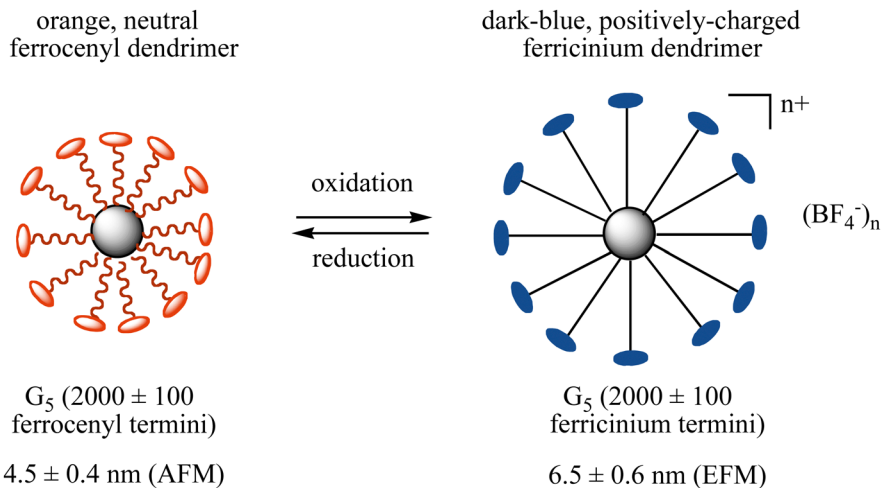 orange, neutral
ferrocenyl dendrimer
dark-blue, positively-charged
ferricinium dendrimer
n+
oxidation
reduction
(BF₄⁻)ₙ
G₅ (2000 ± 100
ferrocenyl termini)
4.5 ± 0.4 nm (AFM)
G₅ (2000 ± 100
ferricinium termini)
6.5 ± 0.6 nm (EFM)